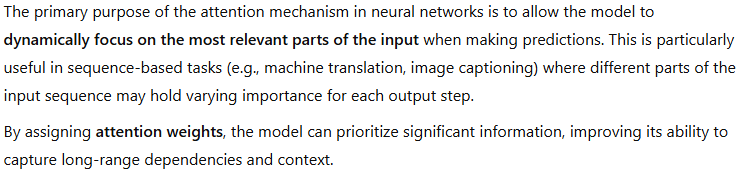 The primary purpose of the attention mechanism in neural networks is to allow the model to
dynamically focus on the most relevant parts of the input when making predictions. This is particularly
useful in sequence-based tasks (e.g., machine translation, image captioning) where different parts of the
input sequence may hold varying importance for each output step.
By assigning attention weights, the model can prioritize significant information, improving its ability to
capture long-range dependencies and context.